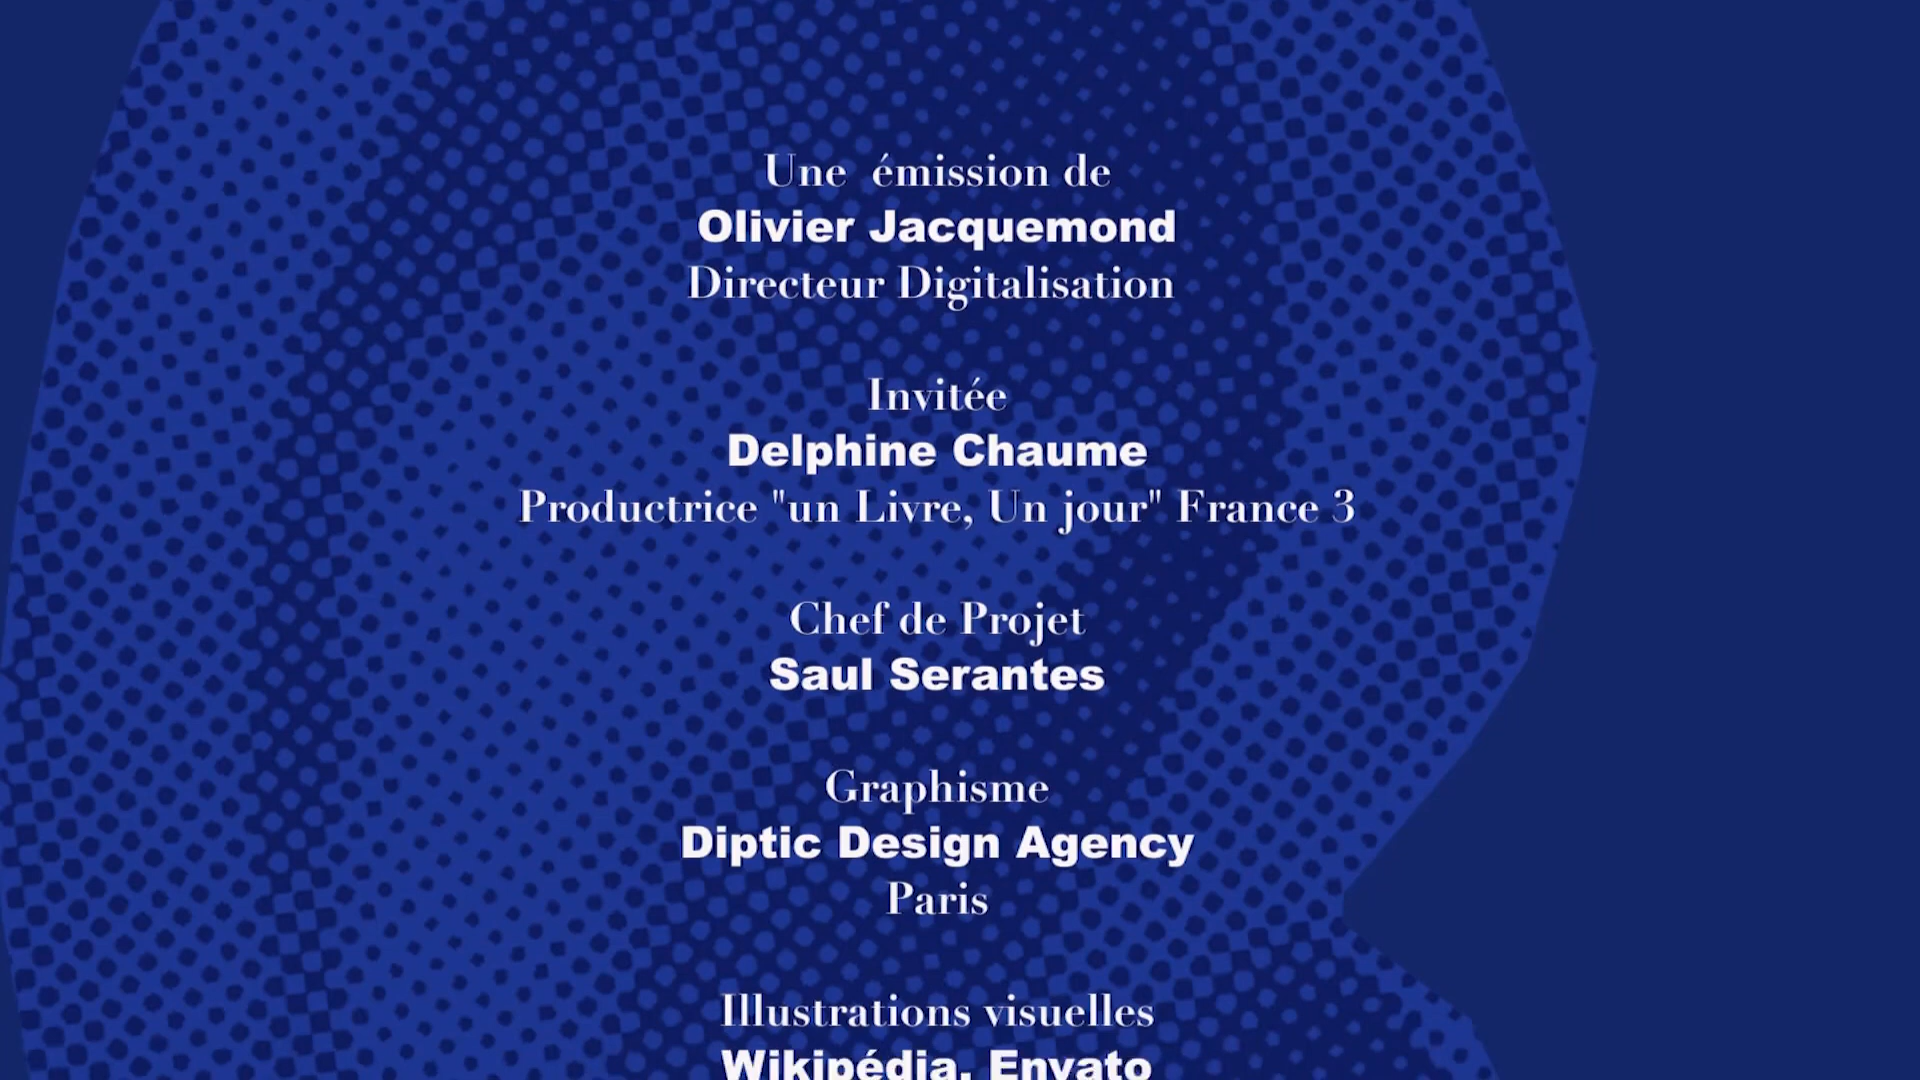 Une émission de
Olivier Jacquemond
Directeur Digitalisation
Invitée
Delphine Chaume
Productrice "un Livre, Un jour" France 3
Chef de Projet
Saul Serantes
Graphisme
Diptic Design Agency
Paris
Illustrations visuelles
Wikipédia, Envato